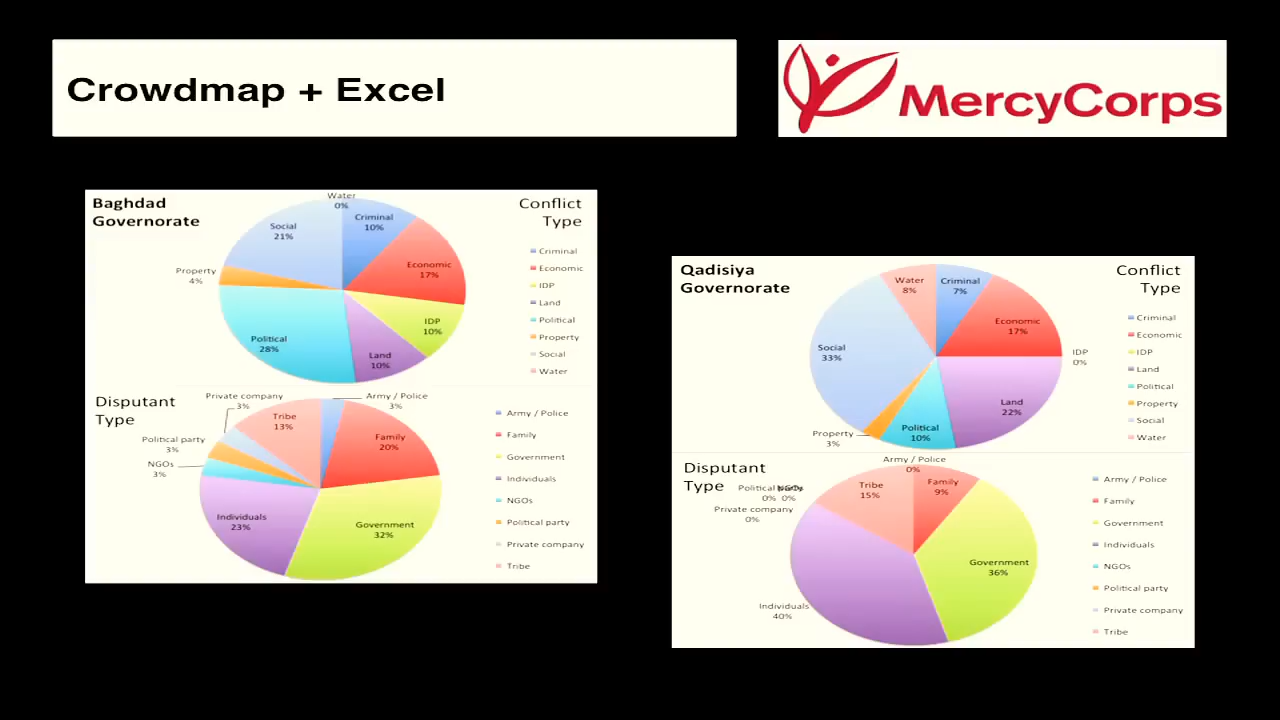 Crowdmap + Excel
MercyCorps
Baghdad
Governorate
Conflict
Type
Water
0%
Criminal
10%
Economic
17%
IDP
10%
Land
10%
Political
28%
Property
4%
Social
21%
Criminal
Economic
IDP
Land
Political
Property
Social
Water
Disputant
Type
Private company
3%
Army / Police
3%
Tribe
13%
Family
20%
Political party
3%
NGOs
3%
Individuals
23%
Government
32%
Army / Police
Family
Government
Individuals
NGOs
Political party
Private company
Tribe
Qadisiya
Governorate
Conflict
Type
Water
8%
Criminal
7%
Economic
17%
IDP
0%
Land
22%
Political
10%
Property
3%
Social
33%
Criminal
Economic
IDP
Land
Political
Property
Social
Water
Disputant
Type
Army / Police
0%
Political party
0%
NGOs
0%
Private company
0%
Tribe
15%
Family
9%
Government
36%
Individuals
40%
Army / Police
Family
Government
Individuals
NGOs
Political party
Private company
Tribe